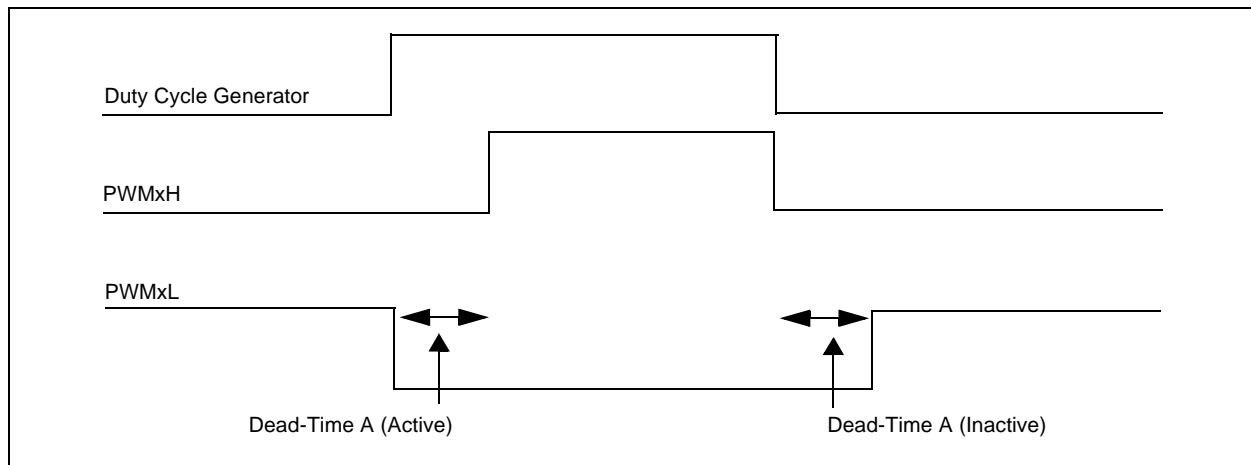 Duty Cycle Generator
PWMxH
PWMxL
Dead-Time A (Active)
Dead-Time A (Inactive)